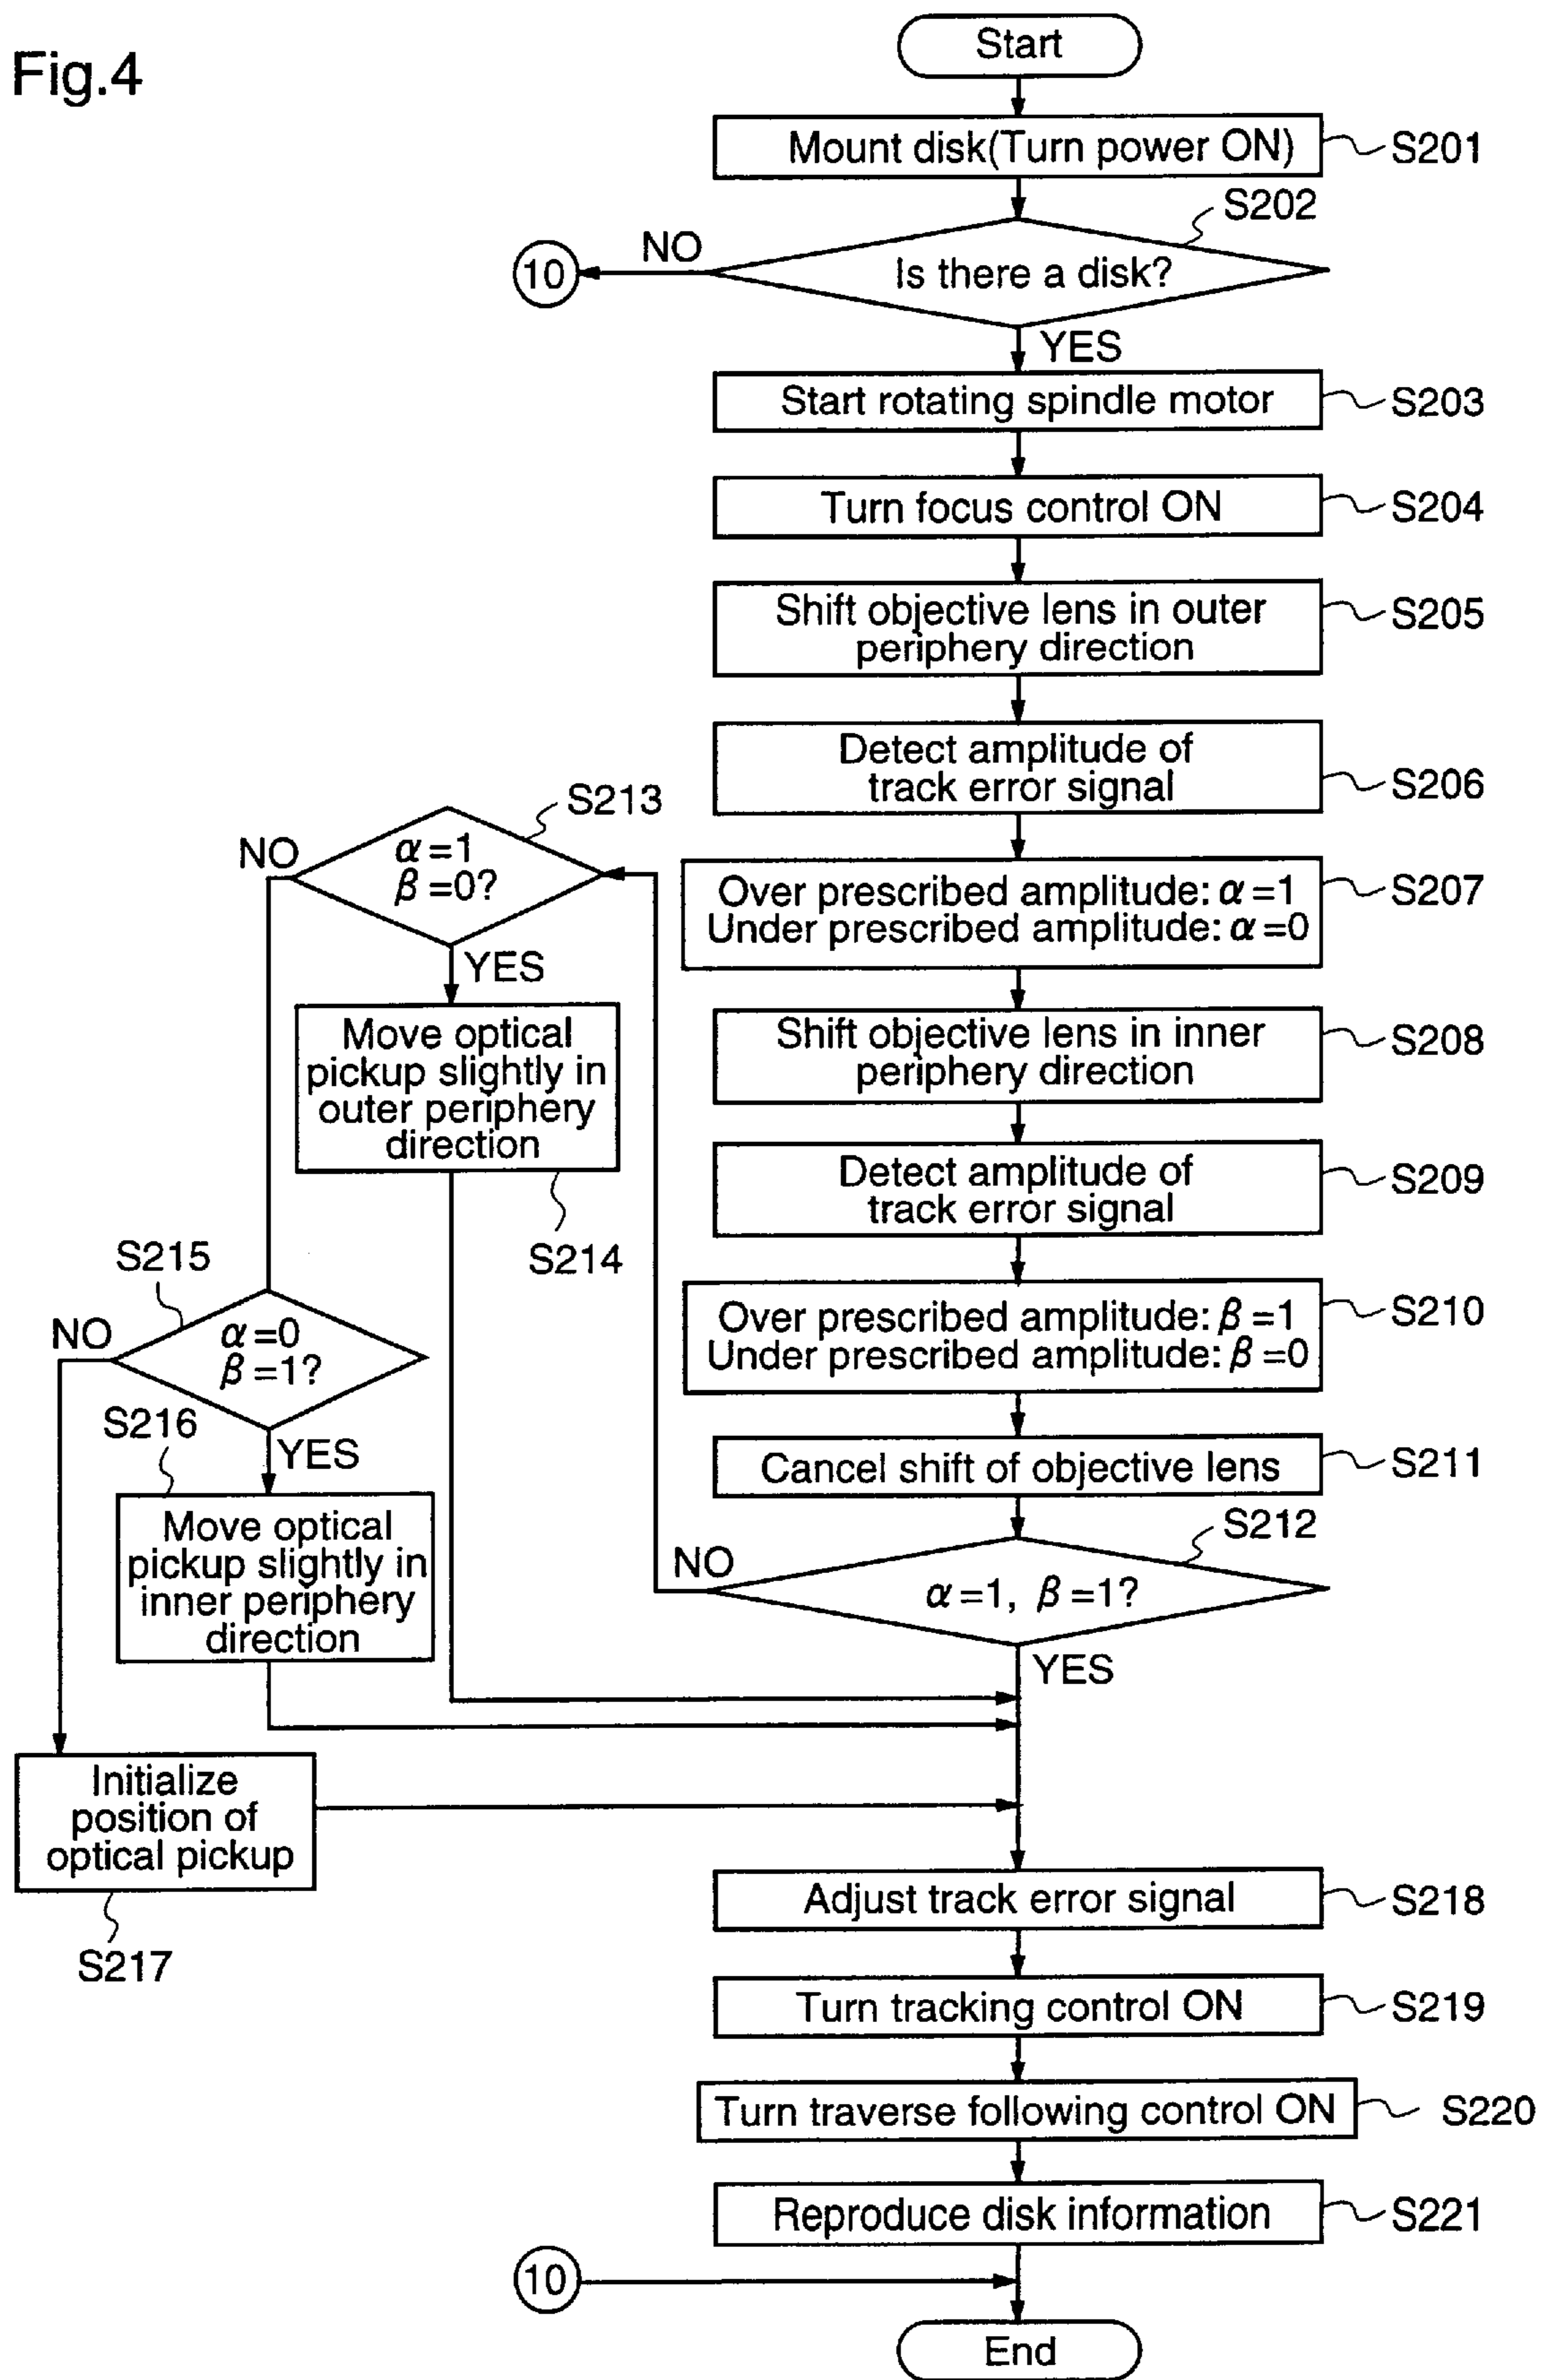 Fig.4
Start
Mount disk(Turn power ON)
S201
S202
NO
10
Is there a disk?
YES
Start rotating spindle motor
S203
Turn focus control ON
S204
Shift objective lens in outer
periphery direction
S205
Detect amplitude of
track error signal
S206
Over prescribed amplitude: α=1
Under prescribed amplitude: α=0
S207
Shift objective lens in inner
periphery direction
S208
Detect amplitude of
track error signal
S209
Over prescribed amplitude: β=1
Under prescribed amplitude: β=0
S210
Cancel shift of objective lens
S211
S212
NO
α=1, β=1?
YES
S213
NO
α=1
β=0?
YES
Move optical
pickup slightly in
outer periphery
direction
S214
S215
NO
α=0
β=1?
S216
YES
Move optical
pickup slightly in
inner periphery
direction
Initialize
position of
optical pickup
S217
Adjust track error signal
S218
Turn tracking control ON
S219
Turn traverse following control ON
S220
Reproduce disk information
S221
10
End